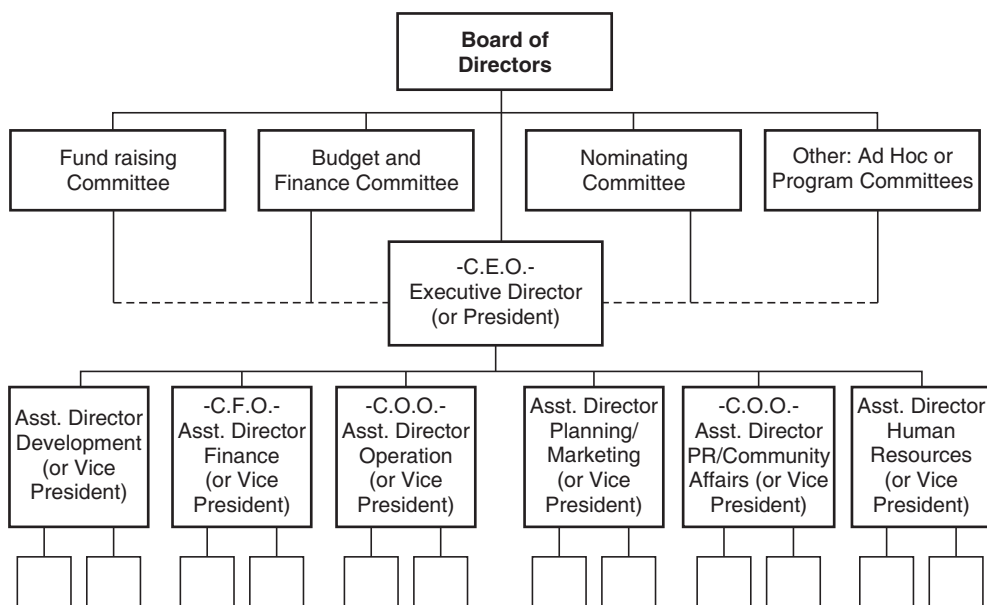 Board of
Directors
Fund raising
Committee
Budget and
Finance Committee
Nominating
Committee
Other: Ad Hoc or
Program Committees
-C.E.O.-
Executive Director
(or President)
Asst. Director
Development
(or Vice
President)
-C.F.O.-
Asst. Director
Finance
(or Vice
President)
-C.O.O.-
Asst. Director
Operation
(or Vice
President)
Asst. Director
Planning/
Marketing
(or Vice
President)
-C.O.O.-
Asst. Director
PR/Community
Affairs (or Vice
President)
Asst. Director
Human
Resources
(or Vice
President)